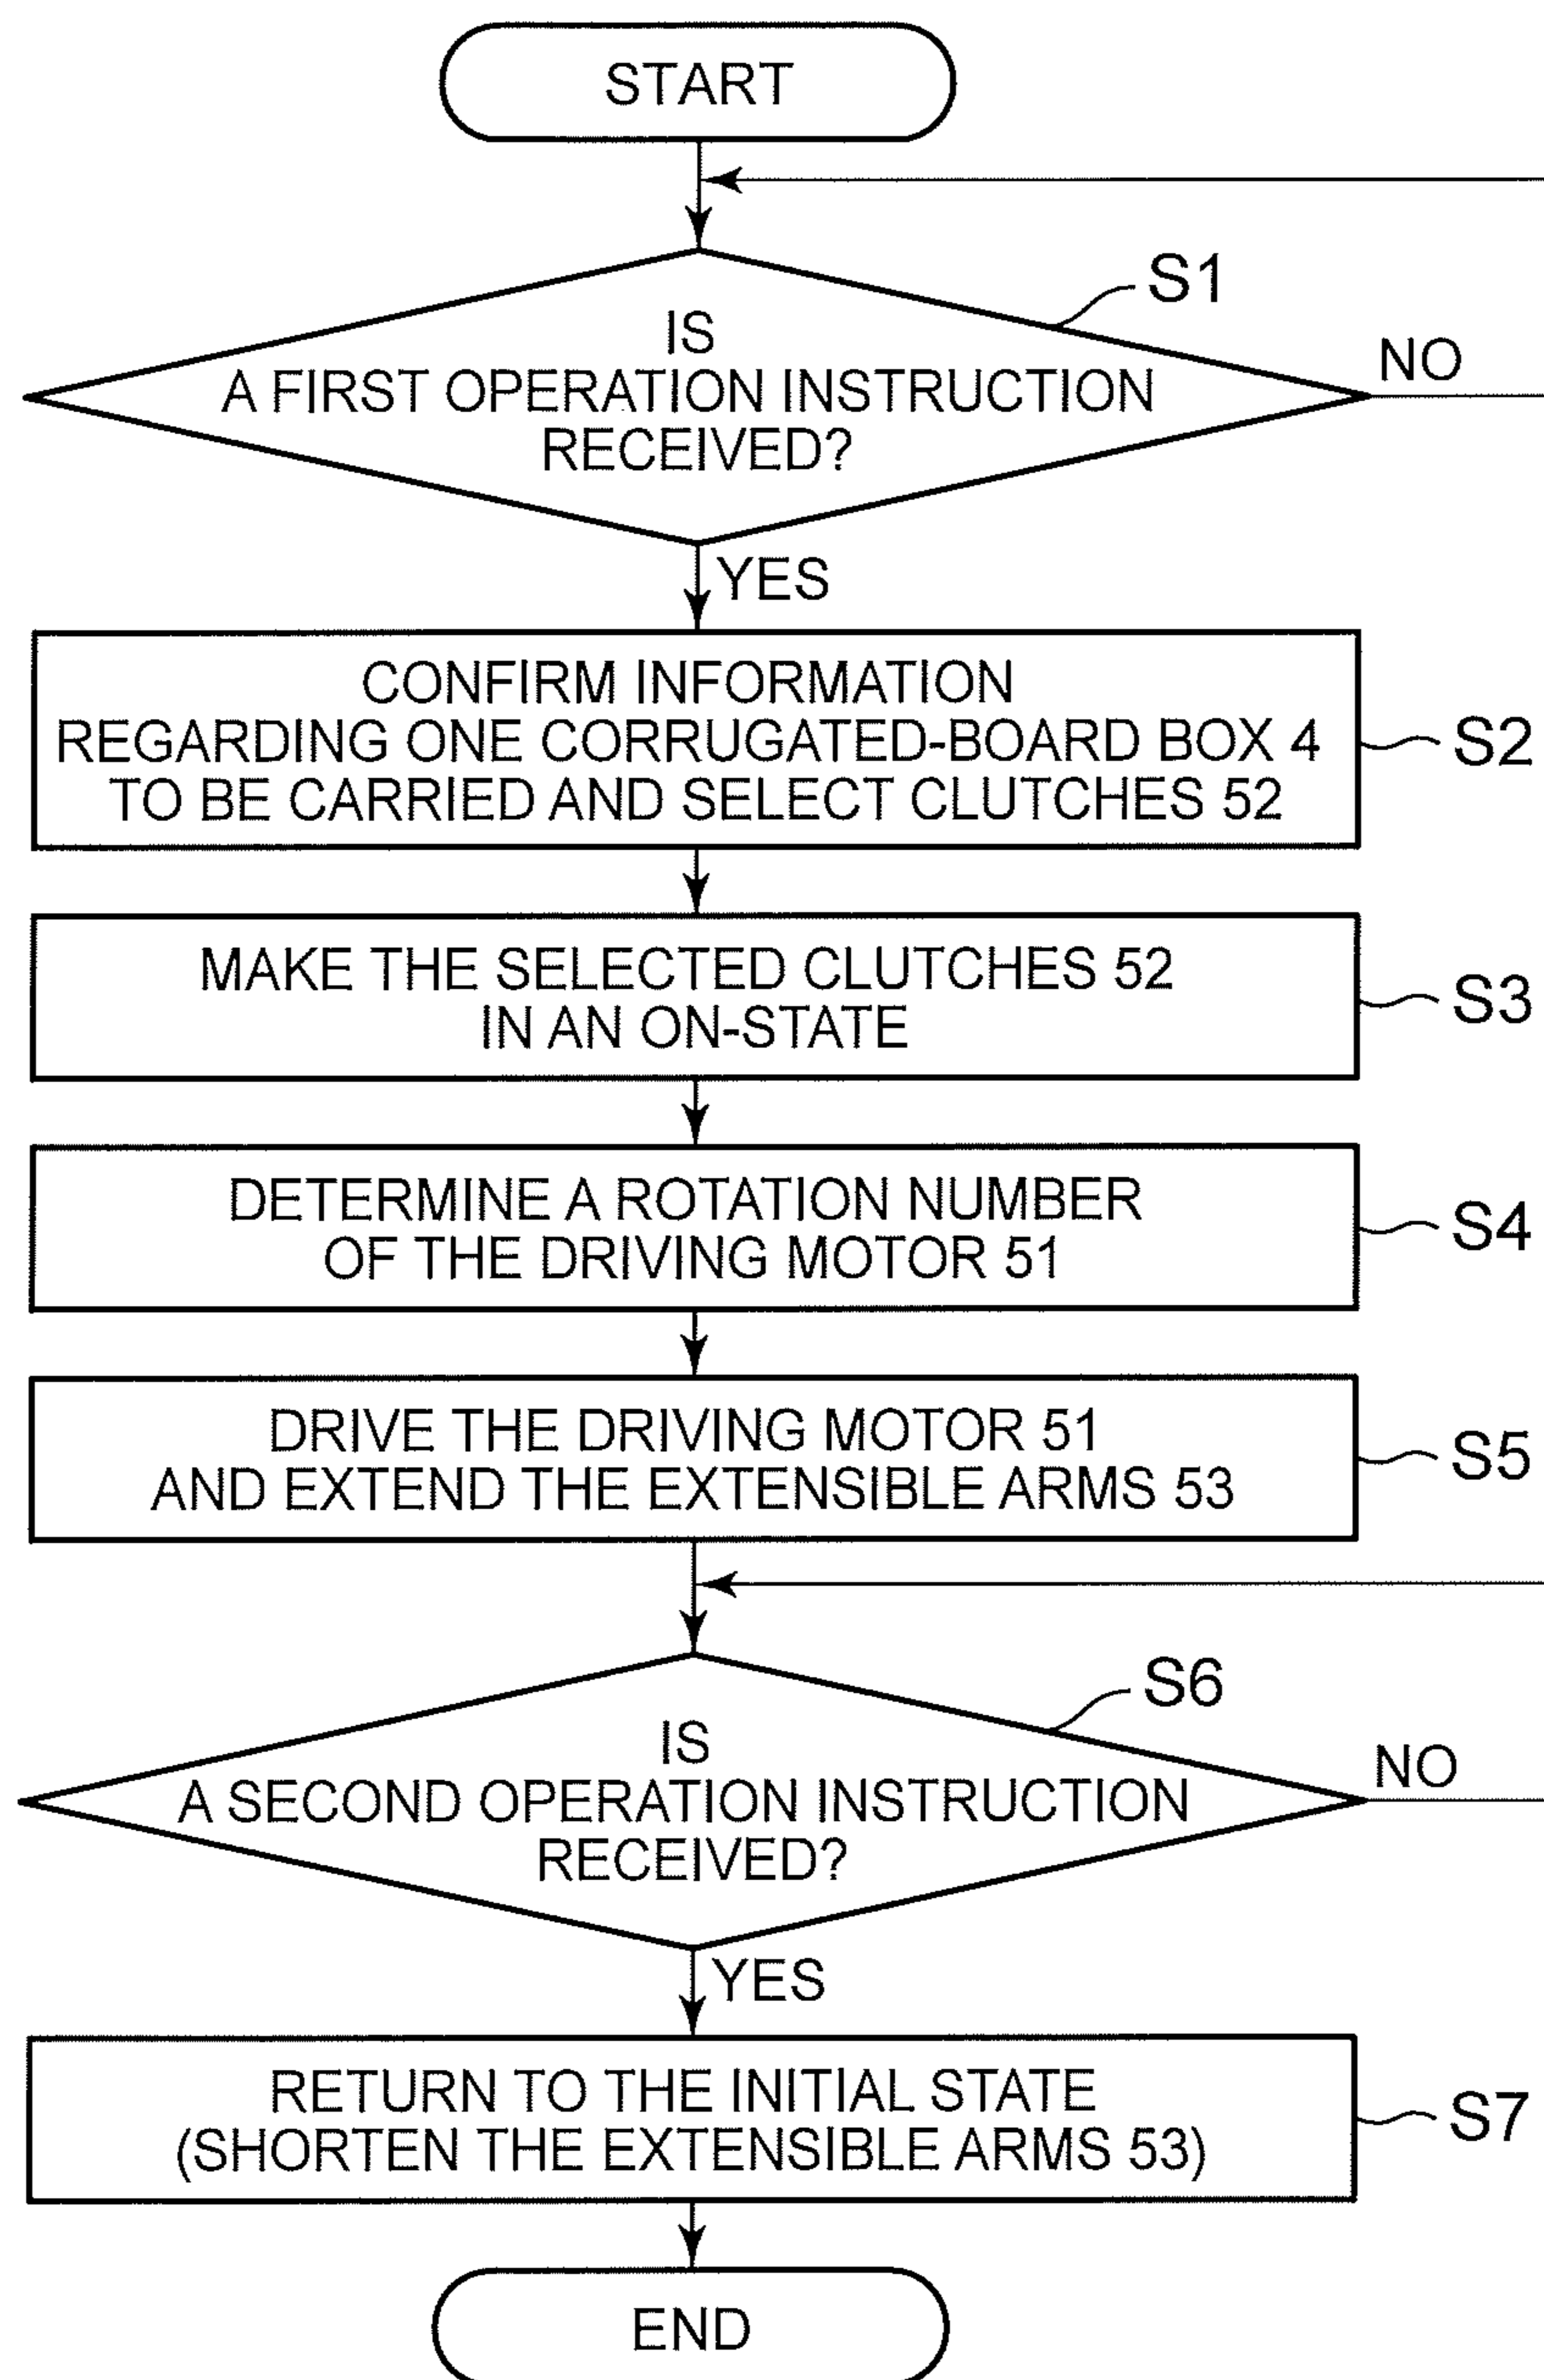 START
S1
IS
A FIRST OPERATION INSTRUCTION
RECEIVED?
NO
YES
CONFIRM INFORMATION
REGARDING ONE CORRUGATED-BOARD BOX 4
TO BE CARRIED AND SELECT CLUTCHES 52
S2
MAKE THE SELECTED CLUTCHES 52
IN AN ON-STATE
S3
DETERMINE A ROTATION NUMBER
OF THE DRIVING MOTOR 51
S4
DRIVE THE DRIVING MOTOR 51
AND EXTEND THE EXTENSIBLE ARMS 53
S5
S6
IS
A SECOND OPERATION INSTRUCTION
RECEIVED?
NO
YES
RETURN TO THE INITIAL STATE
(SHORTEN THE EXTENSIBLE ARMS 53)
S7
END